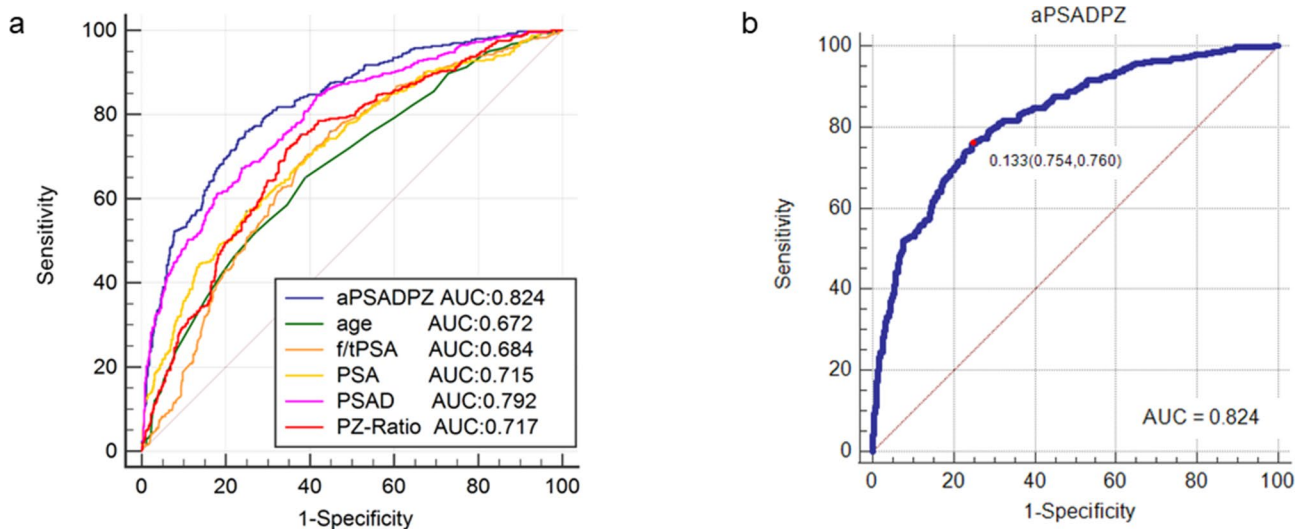 a
100
80
60
40
20
0
Sensitivity
0 20 40 60 80 100
1-Specificity
aPSADPZ AUC:0.824
age AUC:0.672
f/tPSA AUC:0.684
PSA AUC:0.715
PSAD AUC:0.792
PZ-Ratio AUC:0.717
b
aPSADPZ
100
80
60
40
20
0
Sensitivity
0.133(0.754,0.760)
AUC = 0.824
0 20 40 60 80 100
1-Specificity